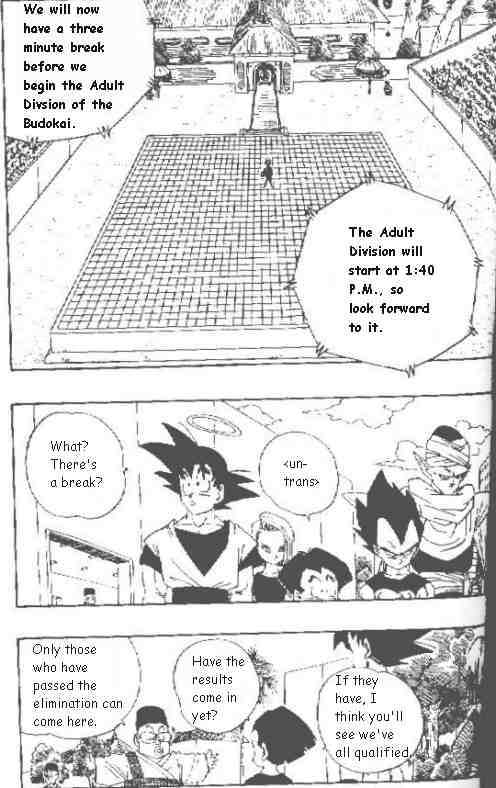 We will now
have a three
minute break
before we
begin the Adult
Divsion of the
Budokai.
The Adult
Division will
start at 1:40
P.M., so
look forward
to it.
What?
There's
a break?
<un-
trans>
Only those
who have
passed the
elimination can
come here.
Have the
results
come in
yet?
If they
have, I
think you'll
see we've
all qualified.